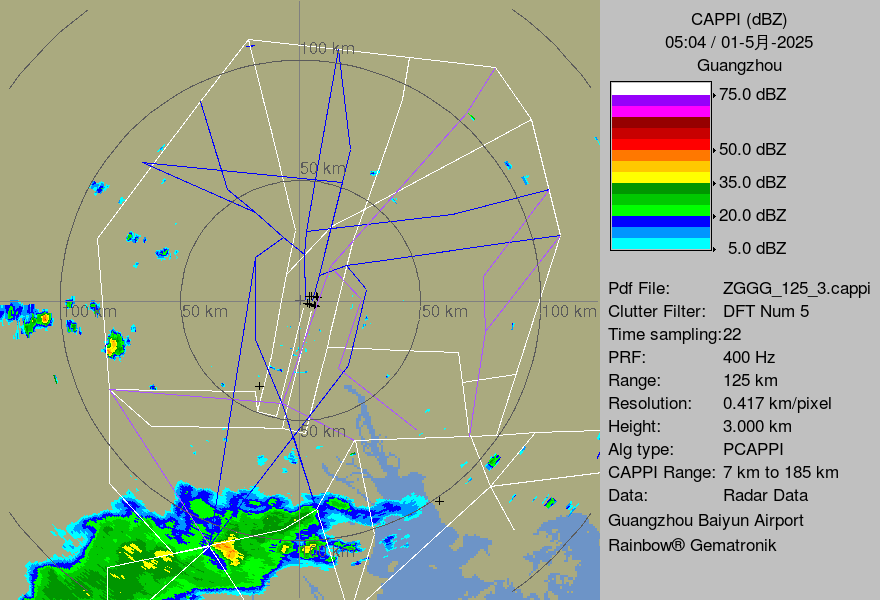 CAPPI (dBZ)
05:04 / 01-5月-2025
Guangzhou
75.0 dBZ
50.0 dBZ
35.0 dBZ
20.0 dBZ
5.0 dBZ
Pdf File: ZGGG_125_3.cappi
Clutter Filter: DFT Num 5
Time sampling:22
PRF: 400 Hz
Range: 125 km
Resolution: 0.417 km/pixel
Height: 3.000 km
Alg type: PCAPPI
CAPPI Range: 7 km to 185 km
Data: Radar Data
Guangzhou Baiyun Airport
Rainbow® Gematronik
100 km
50 km
100 km 50 km 50 km 100 km
50 km